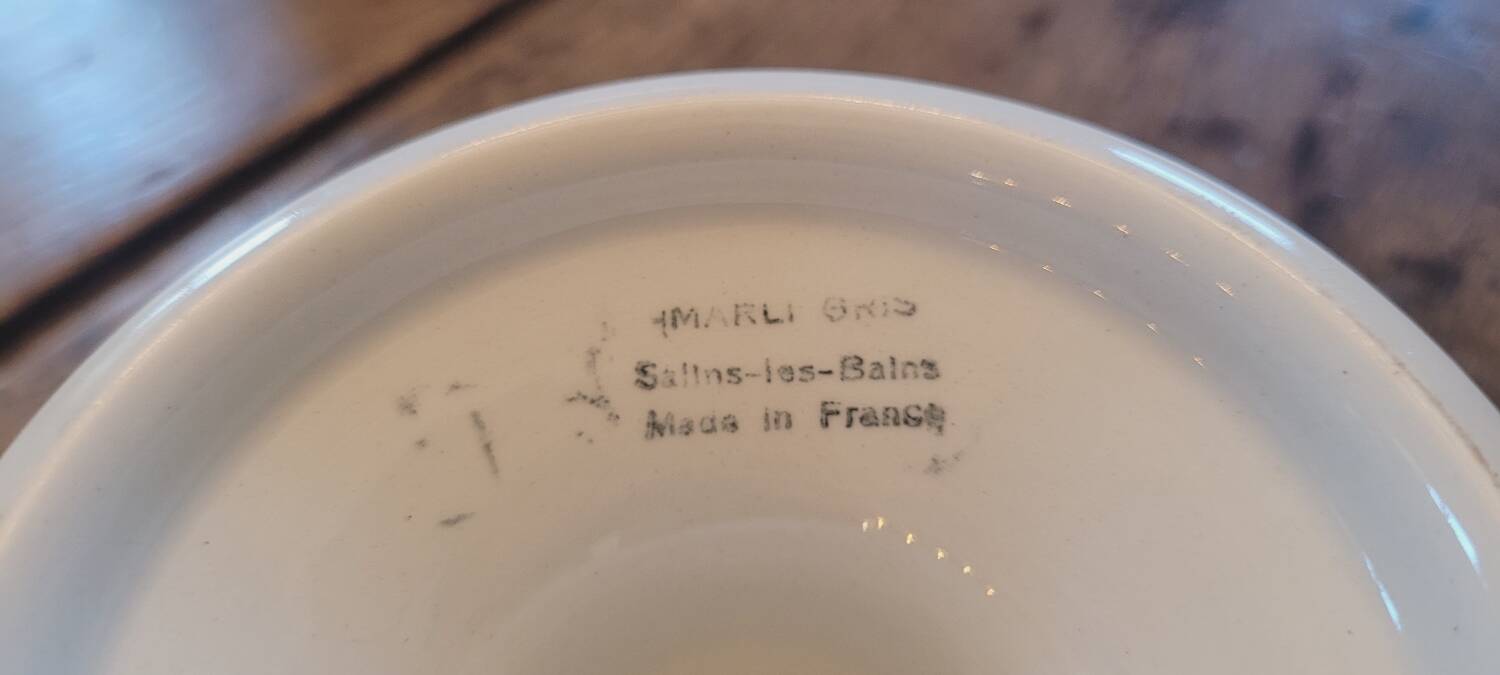 MARLI GRIS
Salins-les-Bains
Made in France